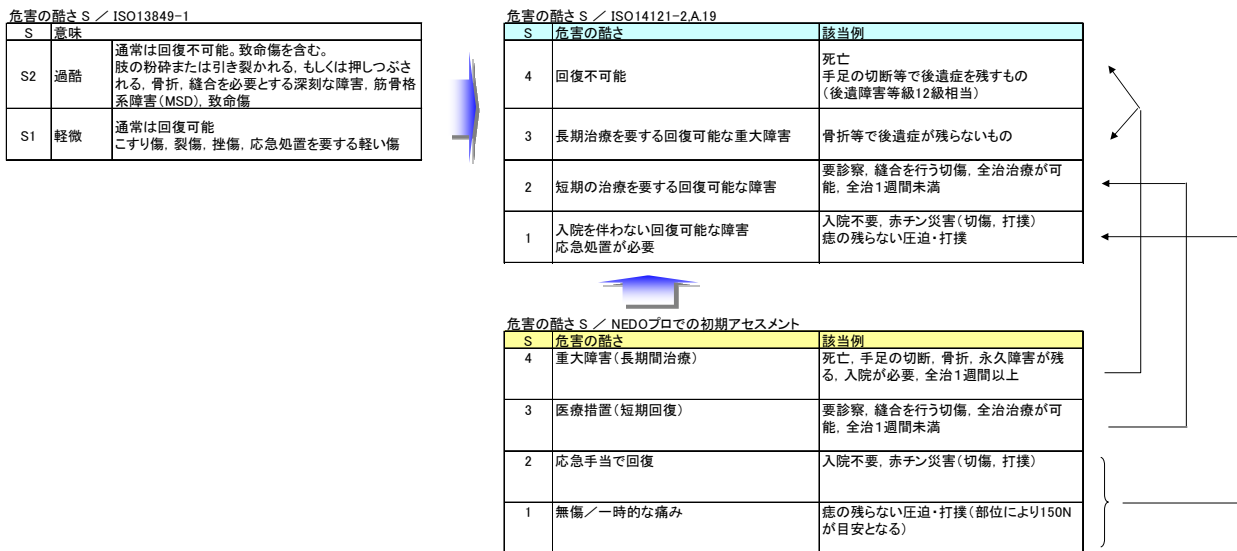 危害の酷さ S ／ ISO13849-1
S 意味
S2 過酷 通常は回復不可能。致命傷を含む。
肢の粉砕または引き裂かれる，もしくは押しつぶさ
れる，骨折，縫合を必要とする深刻な障害，筋骨格
系障害(MSD)，致命傷
S1 軽微 通常は回復可能
こすり傷，裂傷，挫傷，応急処置を要する軽い傷
危害の酷さ S ／ ISO14121-2,A.19
S 危害の酷さ 該当例
4 回復不可能 死亡
手足の切断等で後遺症を残すもの
（後遺障害等級12級相当）
3 長期治療を要する回復可能な重大障害 骨折等で後遺症が残らないもの
2 短期の治療を要する回復可能な障害 要診察，縫合を行う切傷，全治治療が可
能，全治1週間未満
1 入院を伴わない回復可能な障害
応急処置が必要
入院不要，赤チン災害（切傷，打撲）
痣の残らない圧迫・打撲
危害の酷さ S ／ NEDOプロでの初期アセスメント
S 危害の酷さ 該当例
4 重大障害（長期間治療） 死亡，手足の切断，骨折，永久障害が残
る，入院が必要，全治１週間以上
3 医療措置（短期回復） 要診察，縫合を行う切傷，全治治療が可
能，全治1週間未満
2 応急手当で回復 入院不要，赤チン災害（切傷，打撲）
1 無傷／一時的な痛み 痣の残らない圧迫・打撲（部位により150N
が目安となる）